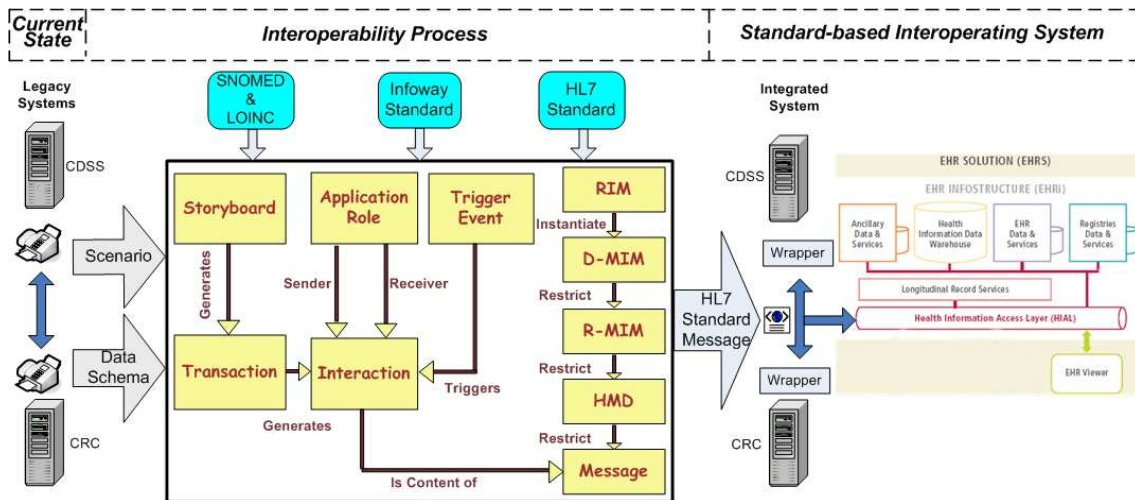 Current
State
Interoperability Process
Standard-based Interoperating System
Legacy
Systems
CDSS
CRC
Scenario
Data
Schema
SNOMED
&
LOINC
Infoway
Standard
HL7
Standard
Storyboard
Application
Role
Trigger
Event
RIM
Instantiate
D-MIM
Restrict
R-MIM
Restrict
HMD
Restrict
Message
Generates
Sender
Receiver
Transaction
Interaction
Triggers
Generates
Is Content of
HL7
Standard
Message
Integrated
System
CDSS
Wrapper
Wrapper
CRC
EHR SOLUTION (EHRS)
EHR INFOSTRUCTURE (EHRi)
Ancillary
Data &
Services
Health
Information Data
Warehouse
EHR
Data &
Services
Registries
Data &
Services
Longitudinal Record Services
Health Information Access Layer (HIAL)
EHR Viewer